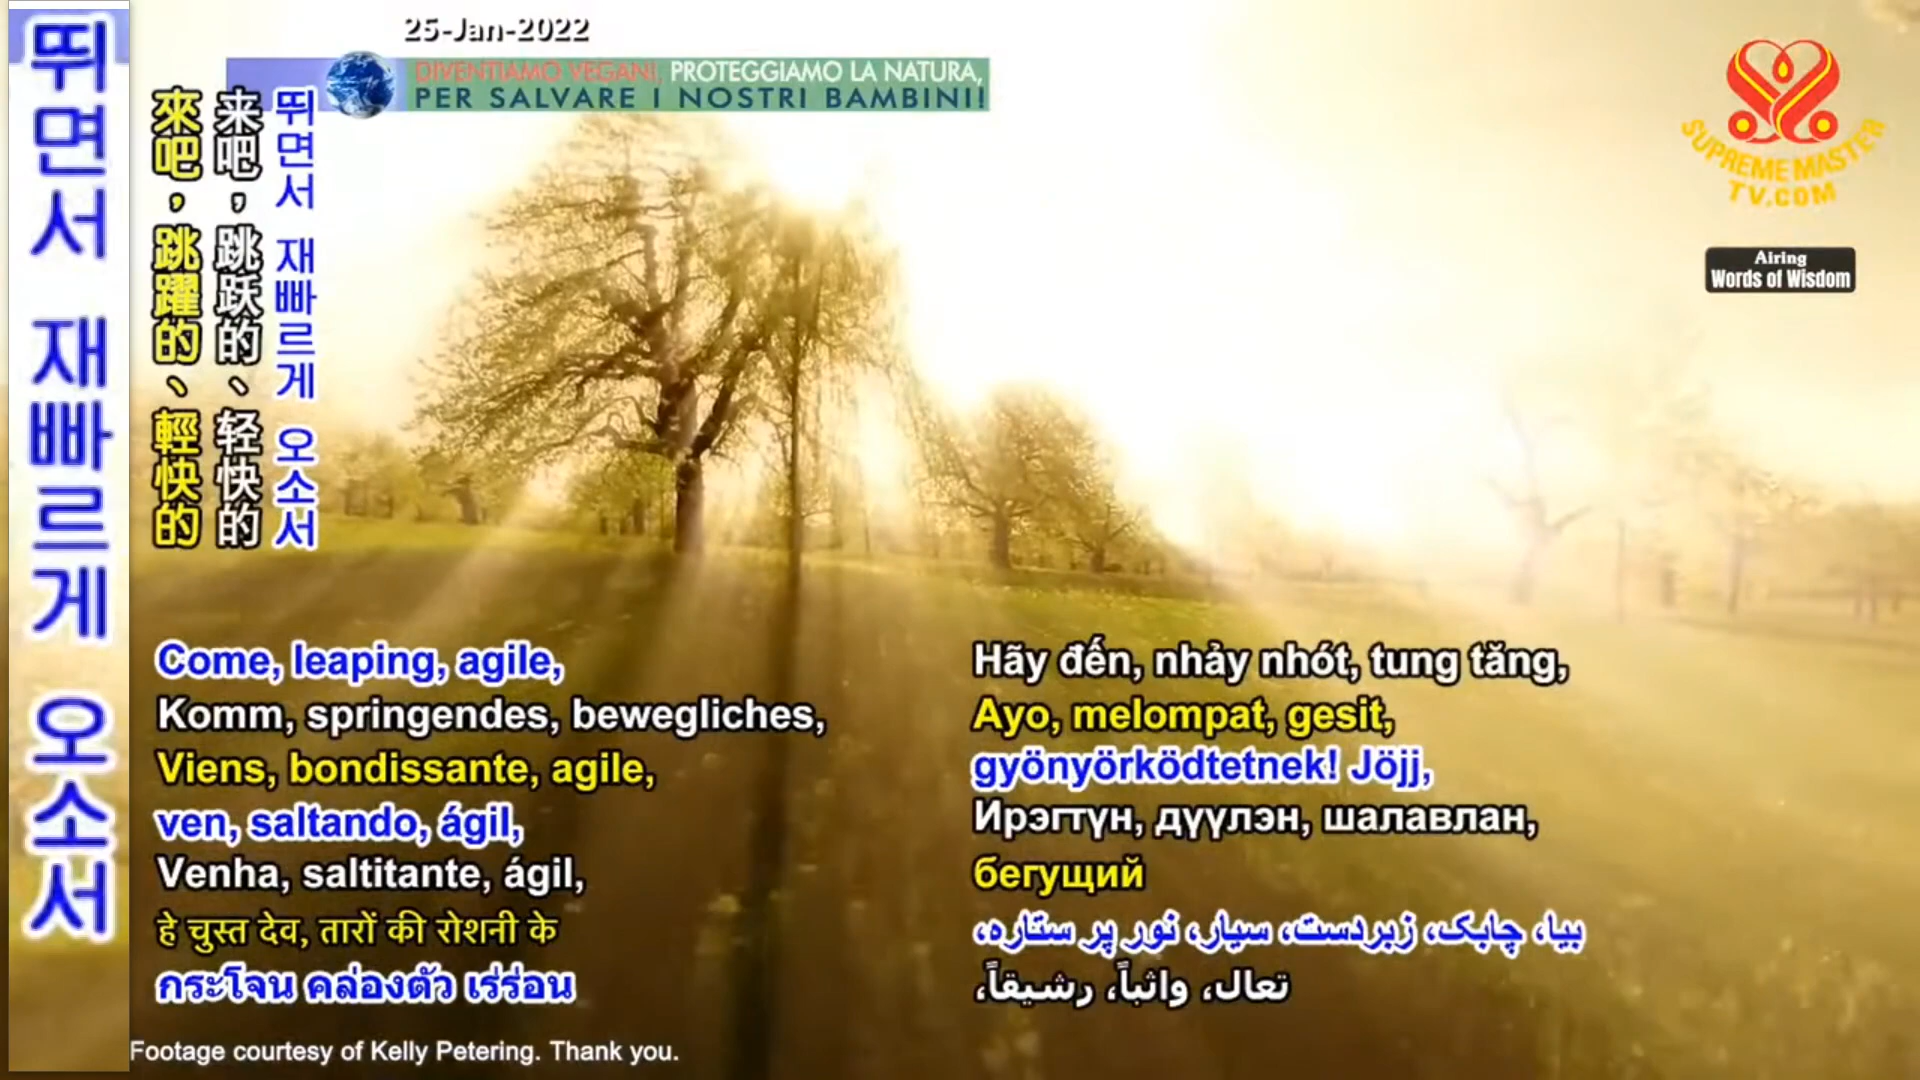 뛰면서 재빠르게 오소서
25-Jan-2022
DIVENTIAMO VEGANI, PROTEGGIAMO LA NATURA,
PER SALVARE I NOSTRI BAMBINI!
SUPREME MASTER
TV.COM
Airing
Words of Wisdom
뛰면서 재빠르게 오소서
来吧，跳跃的、轻快的
來吧，跳躍的、輕快的
Come, leaping, agile,
Komm, springendes, bewegliches,
Viens, bondissante, agile,
ven, saltando, ágil,
Venha, saltitante, ágil,
हे चुस्त देव, तारों की रोशनी के
กระโจน คล่องตัว เร่ร่อน
Hãy đến, nhảy nhót, tung tăng,
Ayo, melompat, gesit,
gyönyörködtetnek! Jöjj,
Ирэгтүн, дүүлэн, шалавлан,
бегущий
بیا، چابک، زبردست، سیار، نور پر ستاره،
تعال، واثباً، رشيقاً،
Footage courtesy of Kelly Petering. Thank you.